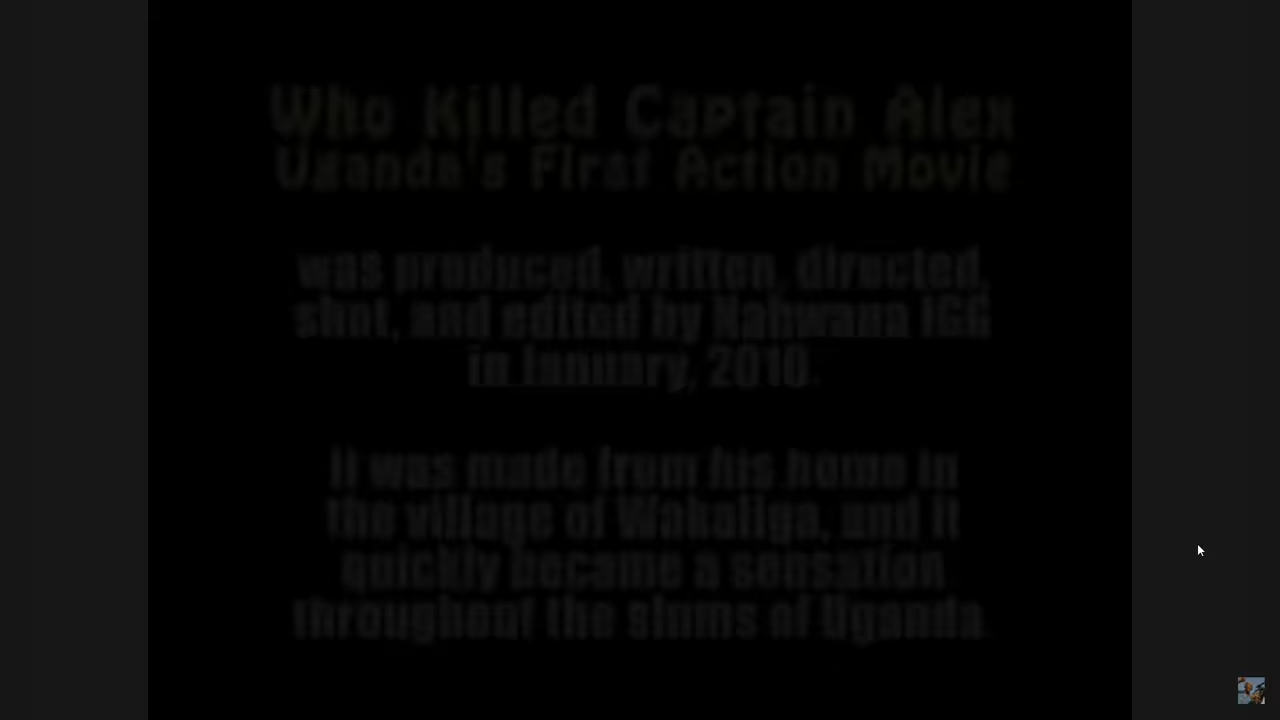 Who Killed Captain Alex
Uganda's First Action Movie
was produced, written, directed,
shot, and edited by Nabwana IGG
in January, 2010.
It was made from his home in
the village of Wakaliga, and it
quickly became a sensation
throughout the slums of Uganda.